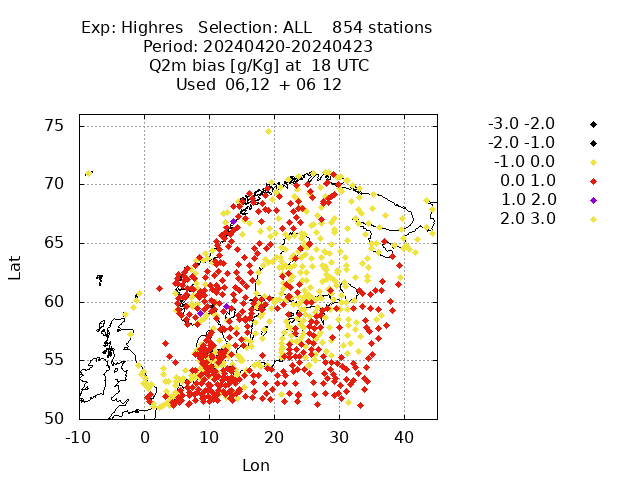 Exp: Highres   Selection: ALL    854 stations
Period: 20240420-20240423
Q2m bias [g/Kg] at  18 UTC
Used  06,12  + 06 12
-3.0 -2.0
-2.0 -1.0
-1.0 0.0
0.0 1.0
1.0 2.0
2.0 3.0
75
70
65
60
55
50
Lat
-10 0 10 20 30 40
Lon